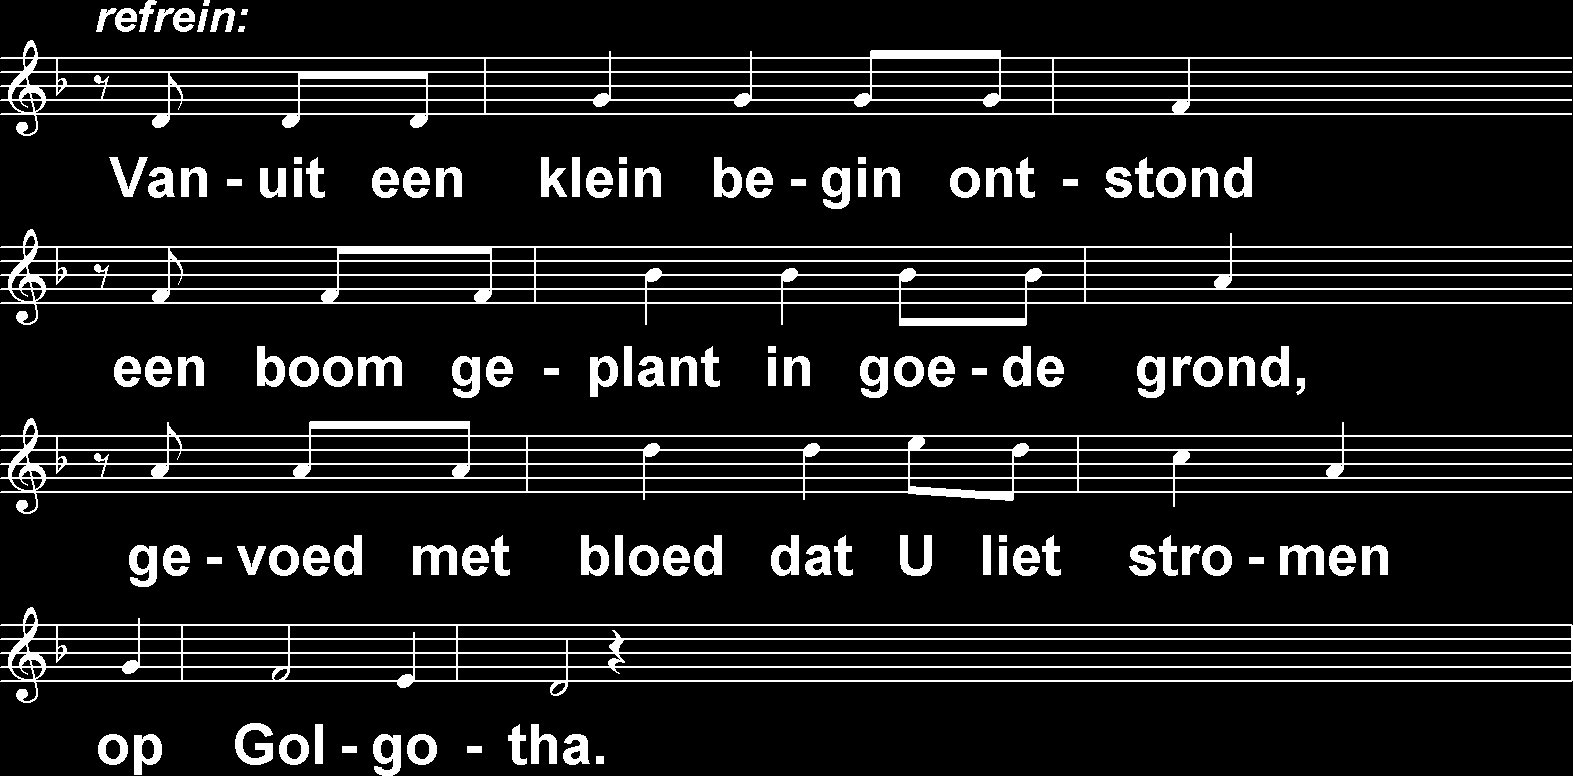 refrein:
Van - uit een klein be - gin ont - stond
een boom ge - plant in goe - de grond,
ge - voed met bloed dat U liet stro - men
op Gol - go - tha.